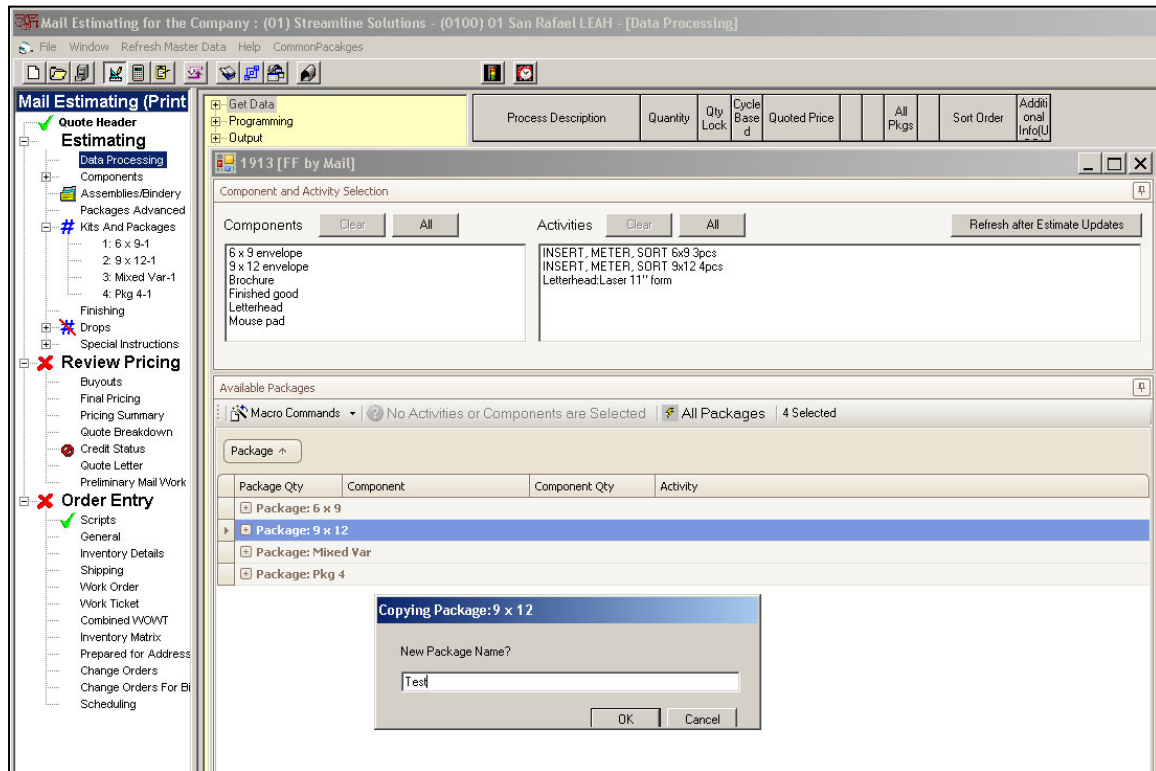 Mail Estimating for the Company : (01) Streamline Solutions - (0100) 01 San Rafael LEAH - [Data Processing]
File Window Refresh Master Data Help CommonPacakges
Mail Estimating (Print
Quote Header
Estimating
Data Processing
Components
Assemblies/Bindery
Packages Advanced
Kits And Packages
1: 6 x 9-1
2: 9 x 12-1
3: Mixed Var-1
4: Pkg 4-1
Finishing
Drops
Special Instructions
Review Pricing
Buyouts
Final Pricing
Pricing Summary
Quote Breakdown
Credit Status
Quote Letter
Preliminary Mail Work
Order Entry
Scripts
General
Inventory Details
Shipping
Work Order
Work Ticket
Combined WOWT
Inventory Matrix
Prepared for Address
Change Orders
Change Orders For Bi
Scheduling
Get Data
Programming
Output
Process Description Quantity Qty Lock Cycle Base d Quoted Price All Pkgs Sort Order Additi onal Info(U
1913 [FF by Mail]
Component and Activity Selection
Components Clear All Activities Clear All Refresh after Estimate Updates
6 x 9 envelope
9 x 12 envelope
Brochure
Finished good
Letterhead
Mouse pad
INSERT, METER, SORT 6x9 3pcs
INSERT, METER, SORT 9x12 4pcs
Letterhead:Laser 11" form
Available Packages
Macro Commands No Activities or Components are Selected All Packages 4 Selected
Package
Package Qty Component Component Qty Activity
Package: 6 x 9
Package: 9 x 12
Package: Mixed Var
Package: Pkg 4
Copying Package:9 x 12
New Package Name?
Test
OK Cancel